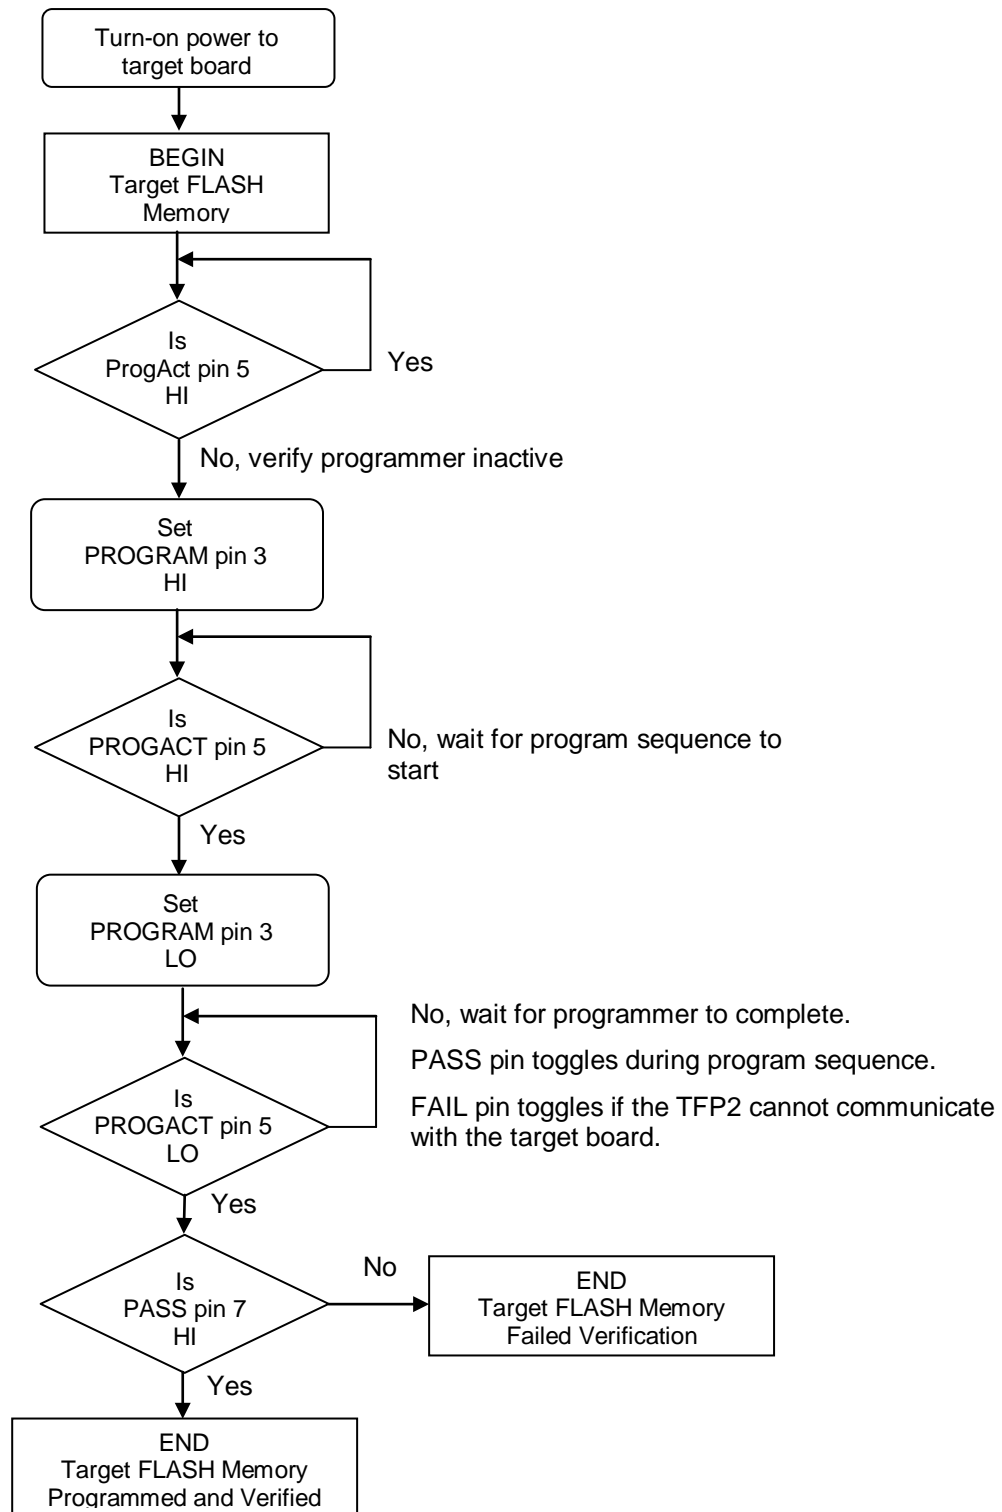 Turn-on power to
target board
BEGIN
Target FLASH
Memory
Is
ProgAct pin 5
HI
Yes
No, verify programmer inactive
Set
PROGRAM pin 3
HI
Is
PROGACT pin 5
HI
No, wait for program sequence to
start
Yes
Set
PROGRAM pin 3
LO
No, wait for programmer to complete.
PASS pin toggles during program sequence.
FAIL pin toggles if the TFP2 cannot communicate
with the target board.
Is
PROGACT pin 5
LO
Yes
Is
PASS pin 7
HI
No
END
Target FLASH Memory
Failed Verification
Yes
END
Target FLASH Memory
Programmed and Verified